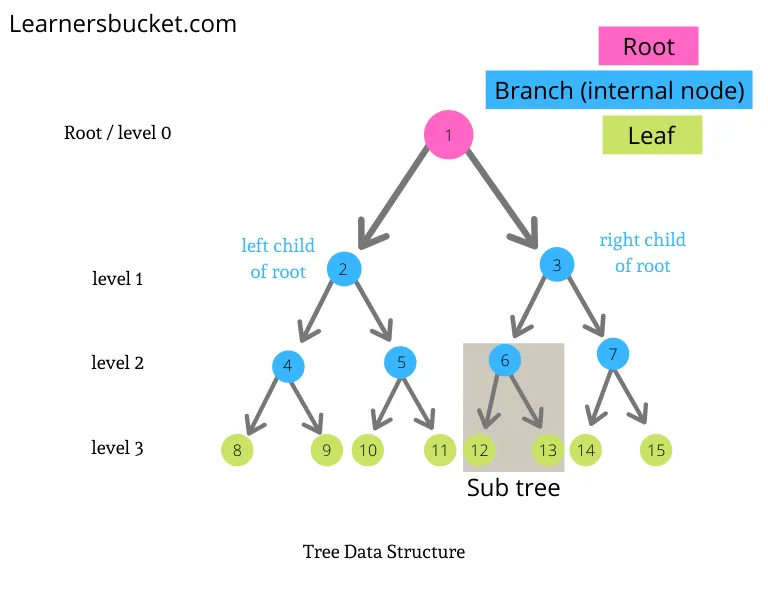 Learnersbucket.com
Root
Branch (internal node)
Leaf
Root / level 0
1
left child
of root
right child
of root
level 1
2
3
level 2
4
5
6
7
level 3
8
9
10
11
12
13
14
15
Sub tree
Tree Data Structure